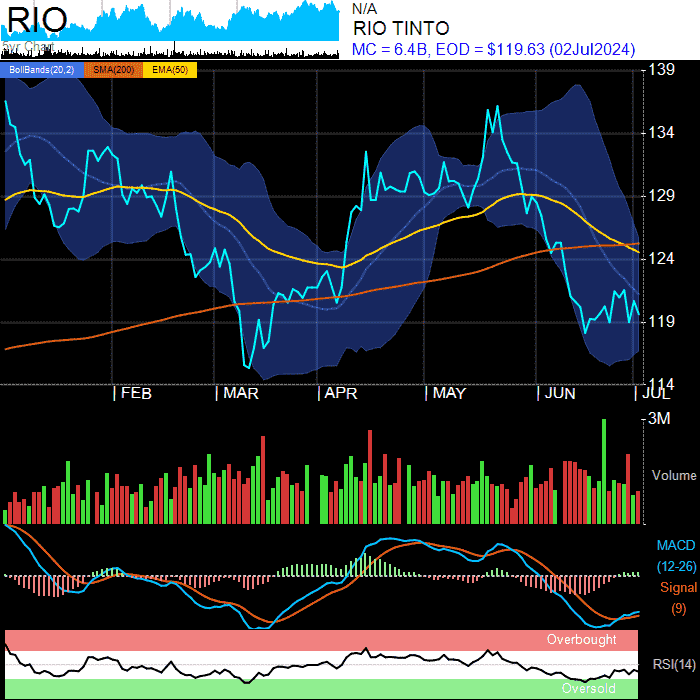 RIO
5yr Chart
N/A
RIO TINTO
MC = 6.4B, EOD = $119.63 (02Jul2024)
BollBands(20,2) SMA(200) EMA(50)
139
134
129
124
119
114
FEB MAR APR MAY JUN JUL
3M
Volume
MACD
(12-26)
Signal
(9)
Overbought
RSI(14)
Oversold